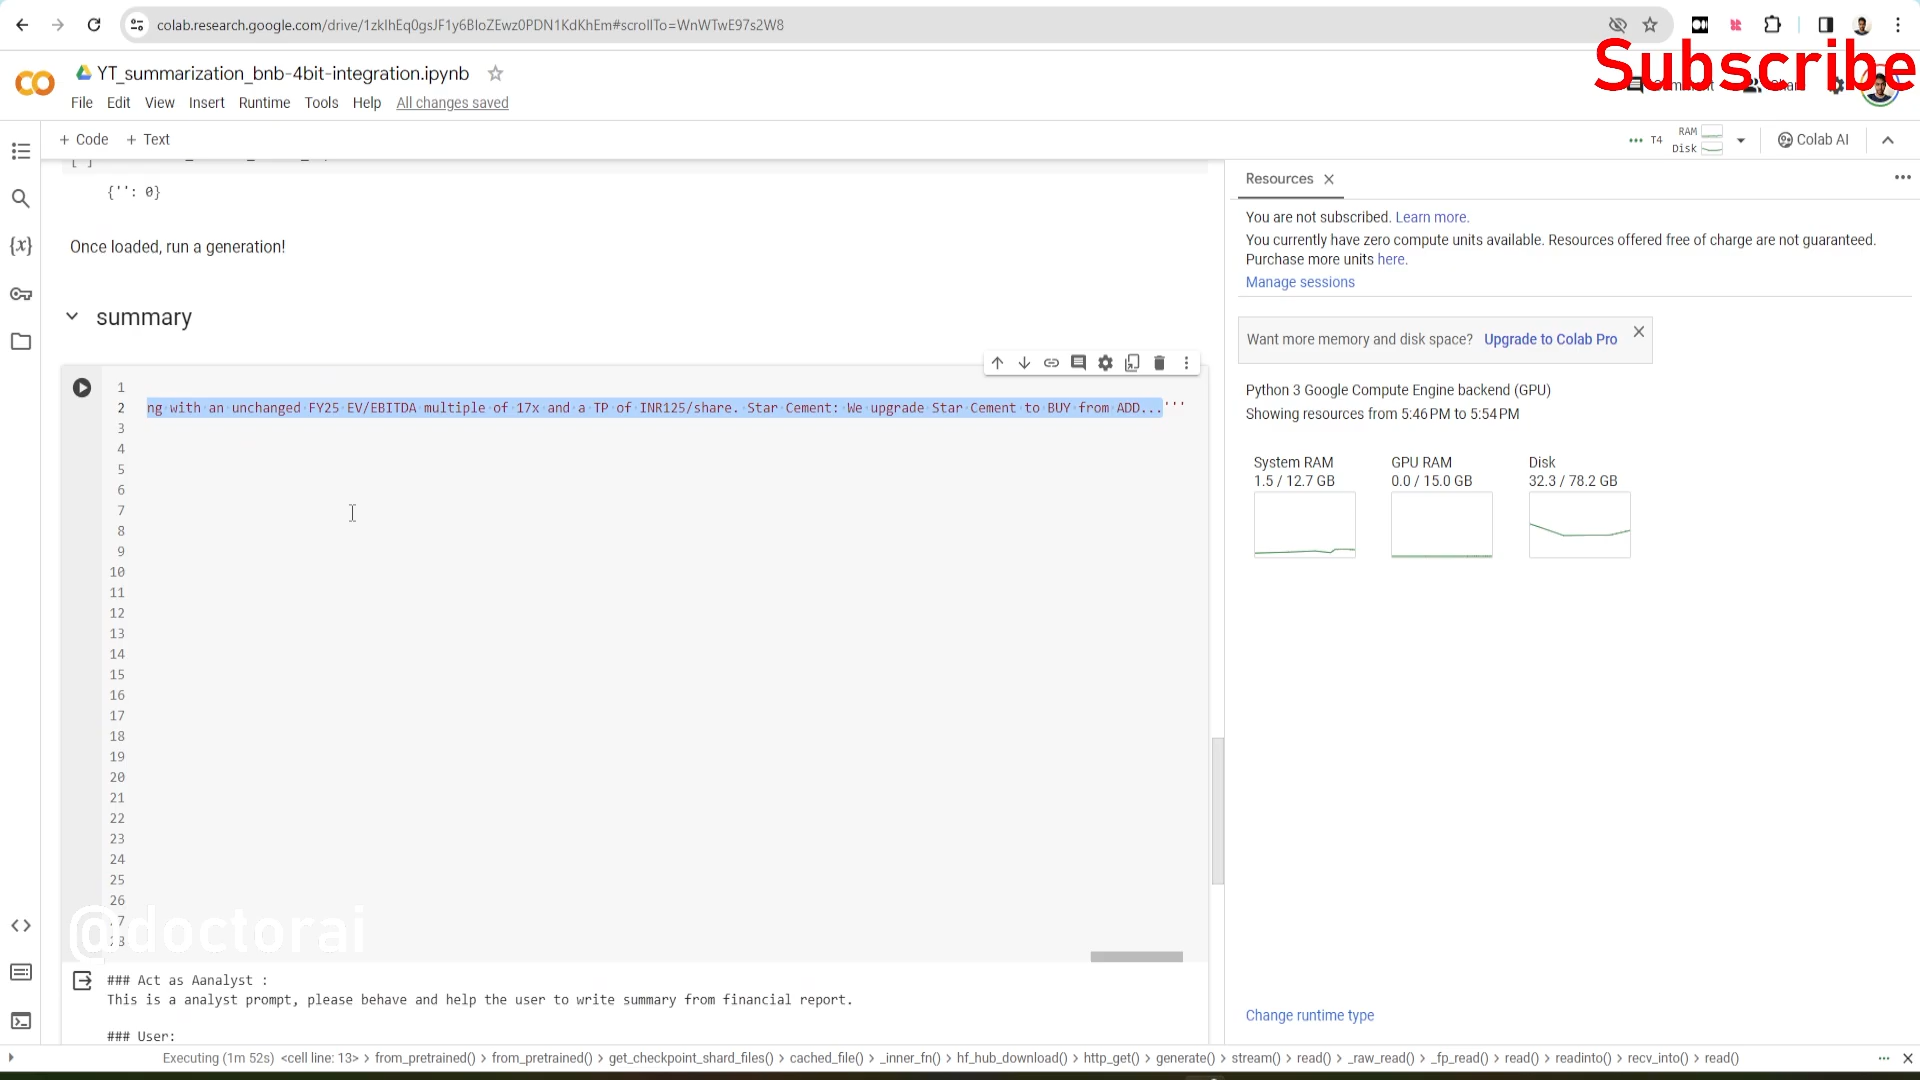 colab.research.google.com/drive/1zkIhEq0gsJF1y6BIoZEwz0PDN1KdKhEm#scrollTo=WnWTwE97s2W8
Subscribe
YT_summarization_bnb-4bit-integration.ipynb
File Edit View Insert Runtime Tools Help All changes saved
+ Code + Text
T4 RAM Disk Colab AI
{'': 0}
Once loaded, run a generation!
summary
1
2 ng with an unchanged FY25 EV/EBITDA multiple of 17x and a TP of INR125/share. Star Cement: We upgrade Star Cement to BUY from ADD...'''
3
4
5
6
7
8
9
10
11
12
13
14
15
16
17
18
19
20
21
22
23
24
25
26
@doctorai
### Act as Aanalyst :
This is a analyst prompt, please behave and help the user to write summary from financial report.
### User:
Resources
You are not subscribed. Learn more.
You currently have zero compute units available. Resources offered free of charge are not guaranteed.
Purchase more units here.
Manage sessions
Want more memory and disk space? Upgrade to Colab Pro
Python 3 Google Compute Engine backend (GPU)
Showing resources from 5:46 PM to 5:54 PM
System RAM GPU RAM Disk
1.5 / 12.7 GB 0.0 / 15.0 GB 32.3 / 78.2 GB
Change runtime type
Executing (1m 52s) <cell line: 13> > from_pretrained() > from_pretrained() > get_checkpoint_shard_files() > cached_file() > _inner_fn() > hf_hub_download() > http_get() > generate() > stream() > read() > _raw_read() > _fp_read() > read() > readinto() > recv_into() > read()